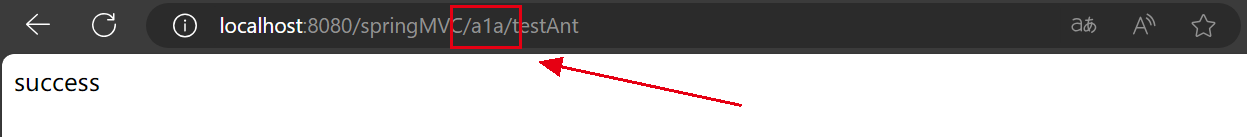 localhost:8080/springMVC/a1a/testAnt
aあ
A
success